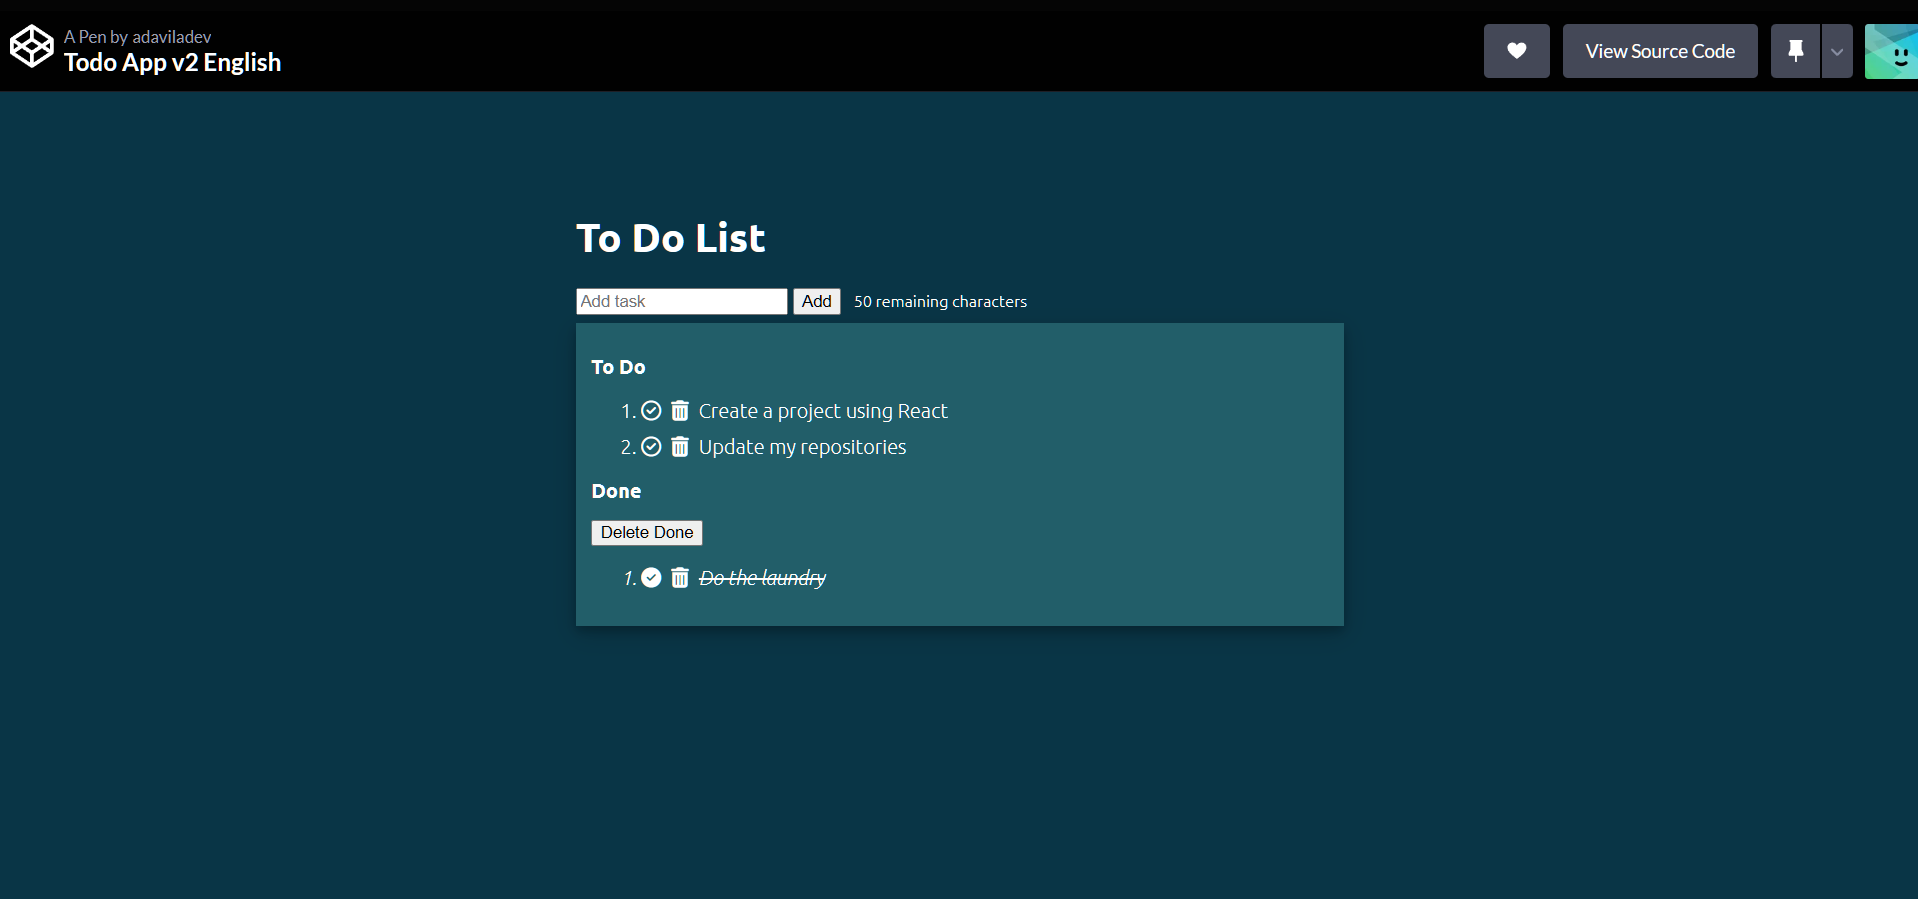 A Pen by adaviladev
Todo App v2 English
View Source Code
To Do List
Add task Add 50 remaining characters
To Do
1. Create a project using React
2. Update my repositories
Done
Delete Done
1. Do the laundry